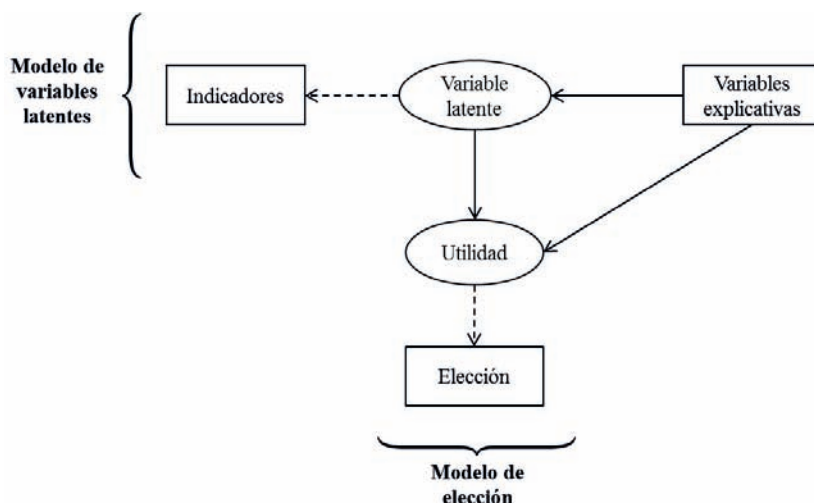 Modelo de
variables
latentes
Indicadores
Variable
latente
Variables
explicativas
Utilidad
Elección
Modelo de
elección